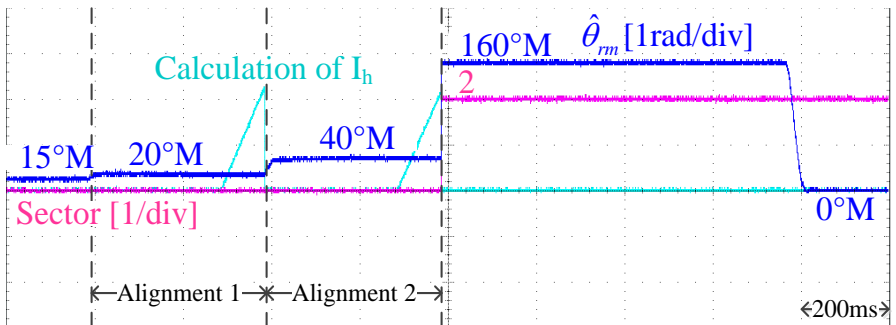 160°M
θ̂rm [1rad/div]
Calculation of Ih
2
15°M
20°M
40°M
Sector [1/div]
0°M
Alignment 1
Alignment 2
200ms